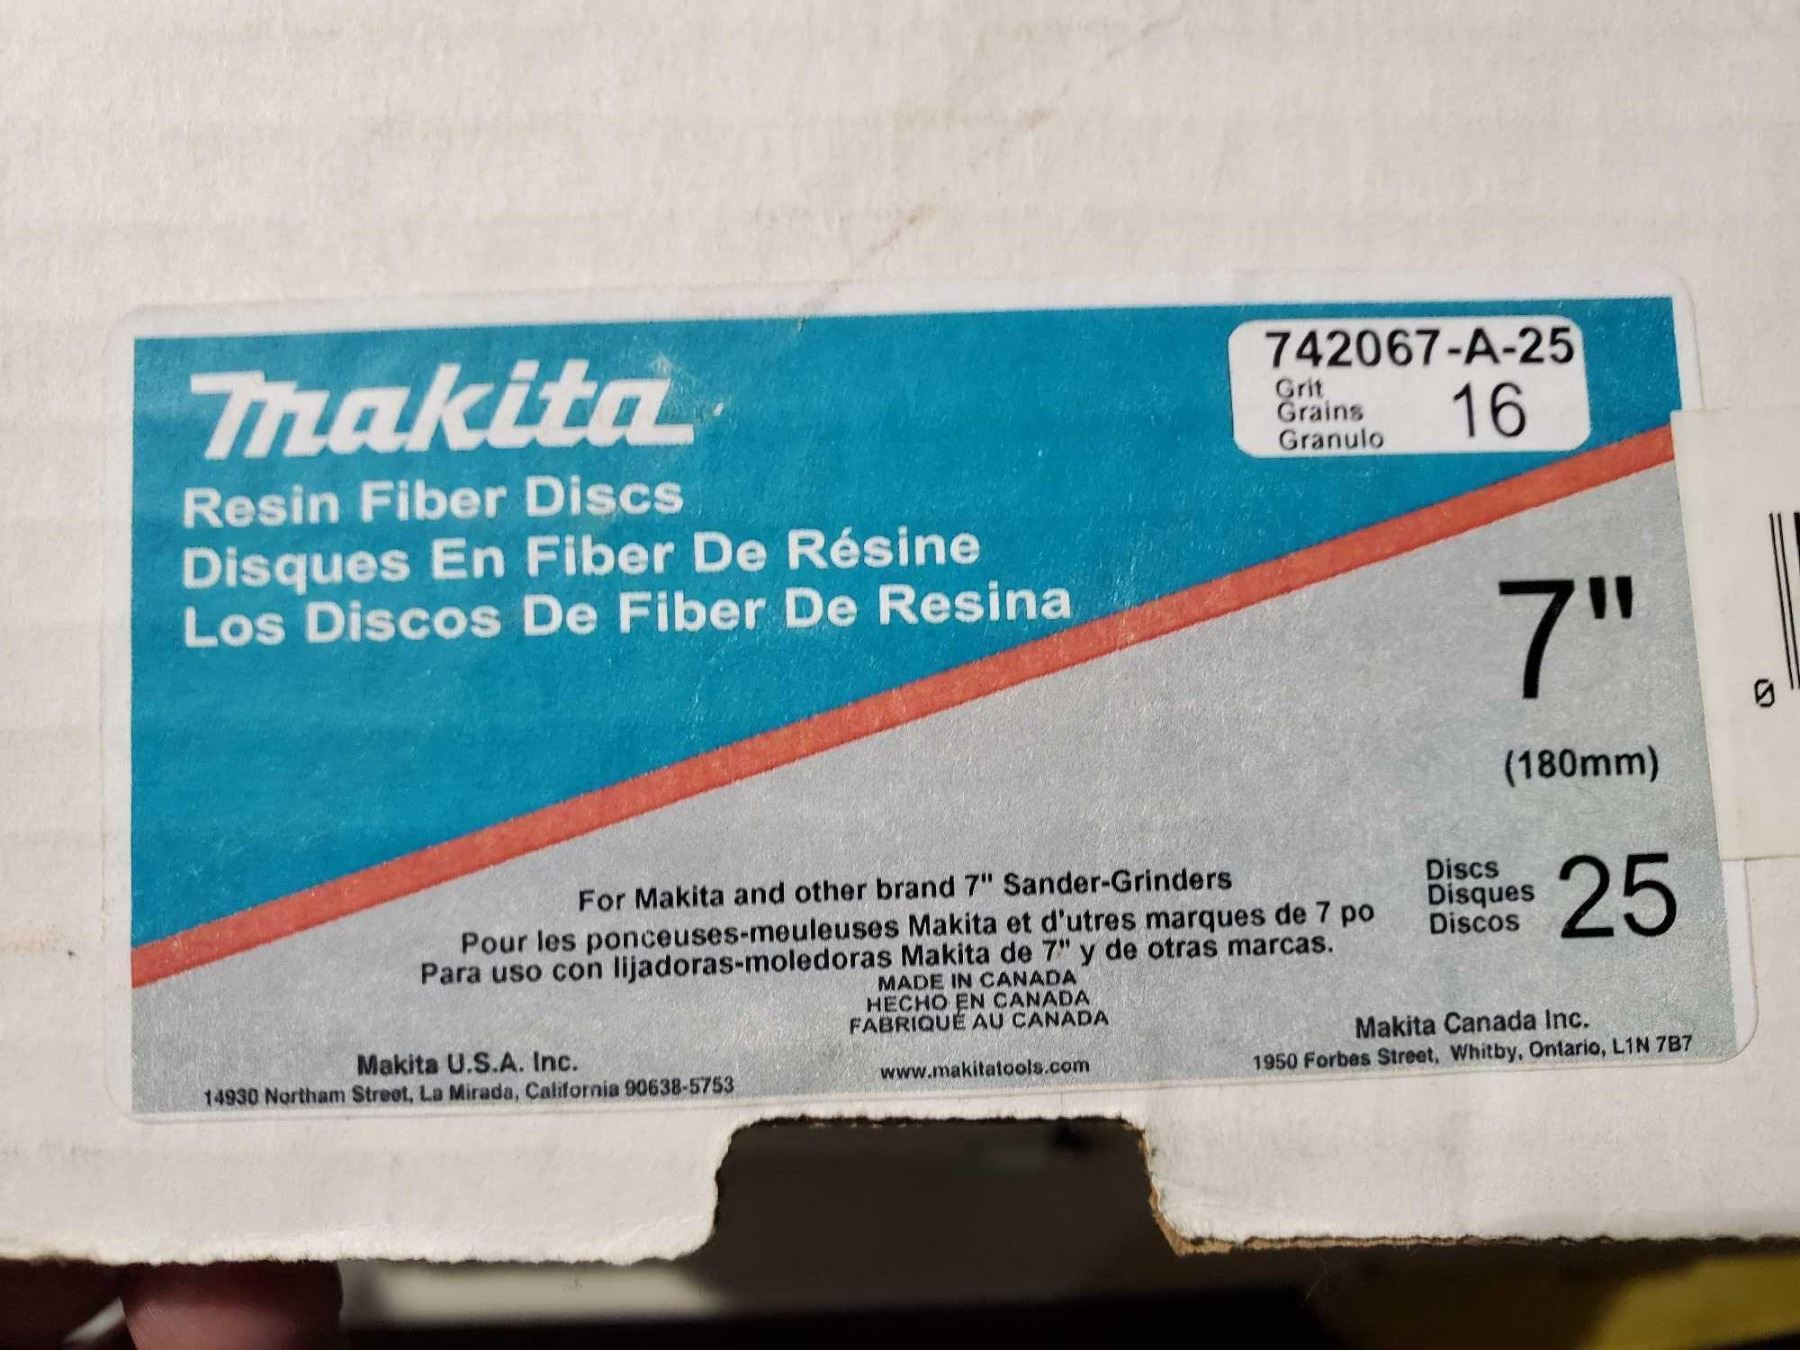 makita
742067-A-25
Grit
Grains
Granulo
16
Resin Fiber Discs
Disques En Fiber De Résine
Los Discos De Fiber De Resina
7"
(180mm)
For Makita and other brand 7" Sander-Grinders
Pour les ponceuses-meuleuses Makita et d'utres marques de 7 po
Para uso con lijadoras-moledoras Makita de 7" y de otras marcas.
Discs
Disques
Discos
25
MADE IN CANADA
HECHO EN CANADA
FABRIQUÉ AU CANADA
Makita U.S.A. Inc.
14930 Northam Street, La Mirada, California 90638-5753
www.makitatools.com
Makita Canada Inc.
1950 Forbes Street, Whitby, Ontario, L1N 7B7
0